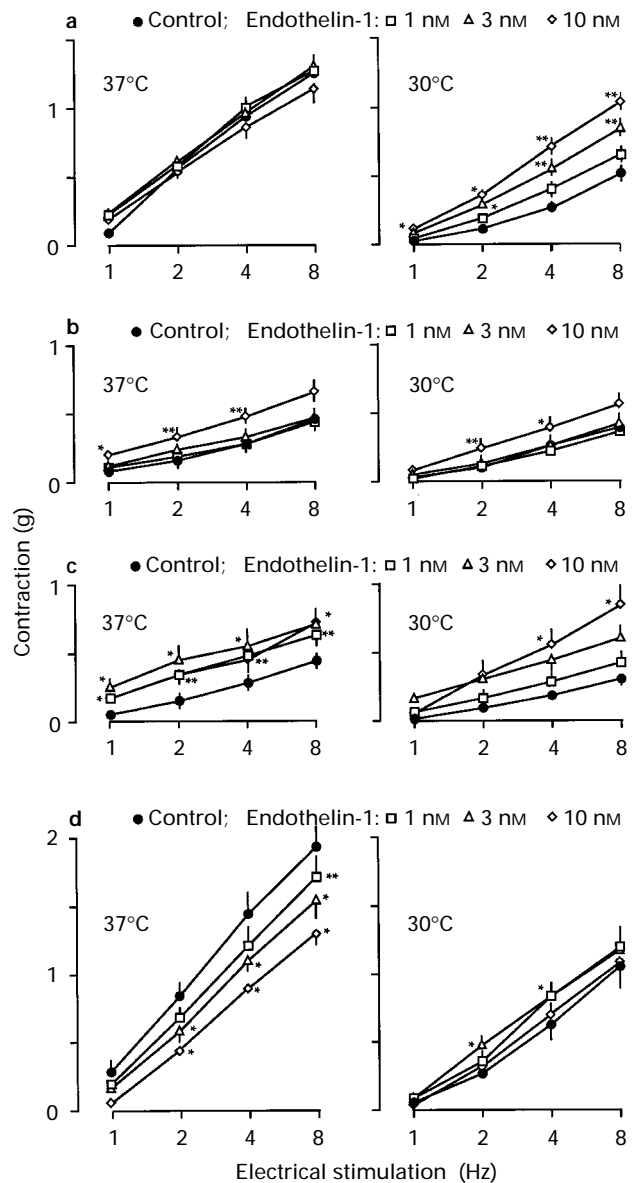 a ● Control; Endothelin-1: □ 1 nM △ 3 nM ◇ 10 nM
37°C
30°C
1
0
**
**
**
**
*
*
*
1 2 4 8
1 2 4 8
b ● Control; Endothelin-1: □ 1 nM △ 3 nM ◇ 10 nM
37°C
30°C
1
0
*
**
**
**
*
1 2 4 8
1 2 4 8
Contraction (g)
c ● Control; Endothelin-1: □ 1 nM △ 3 nM ◇ 10 nM
37°C
30°C
1
0
*
*
*
*
*
**
**
**
*
*
1 2 4 8
1 2 4 8
d ● Control; Endothelin-1: □ 1 nM △ 3 nM ◇ 10 nM
37°C
30°C
2
1
0
**
*
*
*
*
*
*
*
*
1 2 4 8
1 2 4 8
Electrical stimulation (Hz)